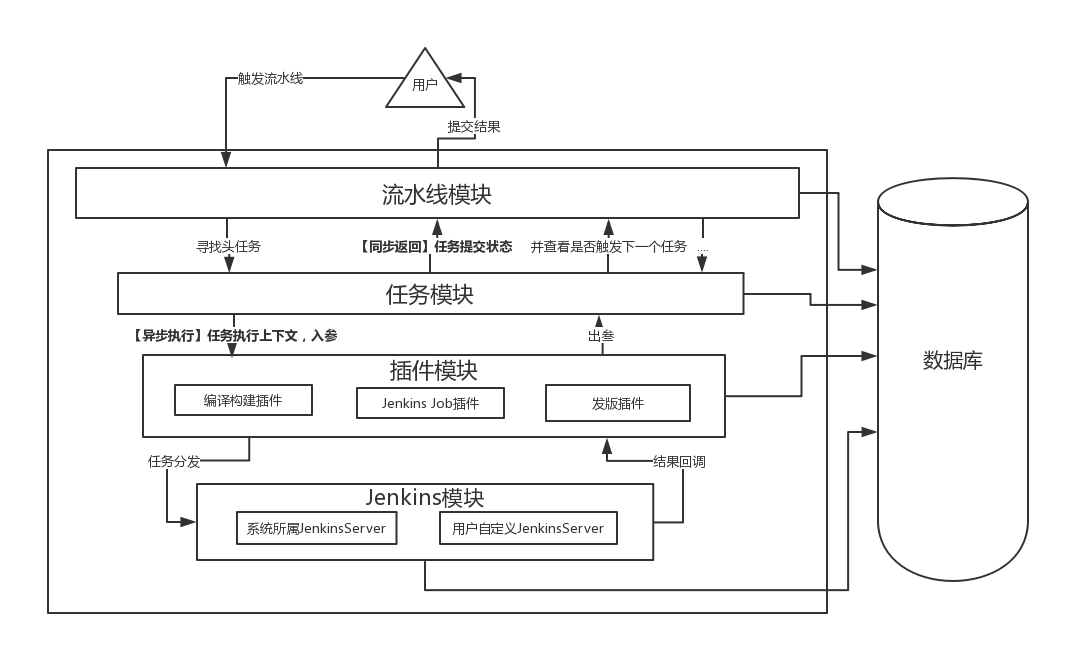 用户
触发流水线
提交结果
流水线模块
寻找头任务
【同步返回】任务提交状态
并查看是否触发下一个任务
....
任务模块
【异步执行】任务执行上下文，入参
出叁
插件模块
编译构建插件
Jenkins Job插件
发版插件
数据库
任务分发
结果回调
Jenkins模块
系统所属JenkinsServer
用户自定义JenkinsServer